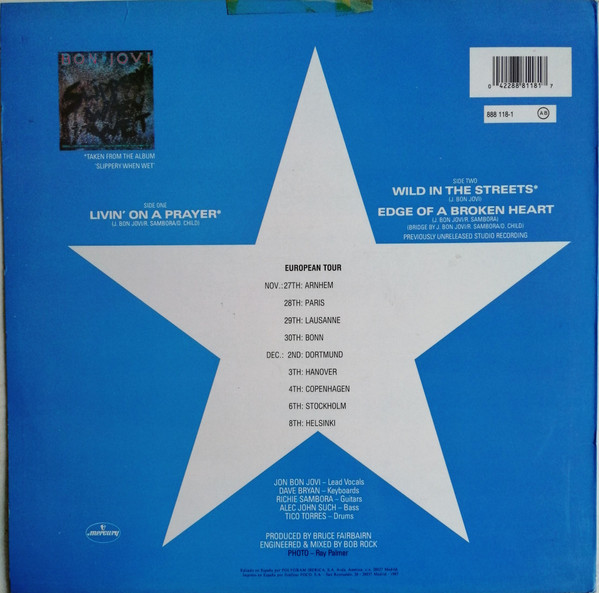 BON JOVI
*TAKEN FROM THE ALBUM
'SLIPPERY WHEN WET'
0 42288 81181 7
888 118-1
AB
SIDE ONE
LIVIN' ON A PRAYER*
(J. BON JOVI/R. SAMBORA/D. CHILD)
SIDE TWO
WILD IN THE STREETS*
(J. BON JOVI)
EDGE OF A BROKEN HEART
(J. BON JOVI/R. SAMBORA)
(BRIDGE BY J. BON JOVI/R. SAMBORA/D. CHILD)
PREVIOUSLY UNRELEASED STUDIO RECORDING
EUROPEAN TOUR
NOV.: 27TH: ARNHEM
28TH: PARIS
29TH: LAUSANNE
30TH: BONN
DEC.: 2ND: DORTMUND
3TH: HANOVER
4TH: COPENHAGEN
6TH: STOCKHOLM
8TH: HELSINKI
JON BON JOVI – Lead Vocals
DAVE BRYAN – Keyboards
RICHIE SAMBORA – Guitars
ALEC JOHN SUCH – Bass
TICO TORRES – Drums
PRODUCED BY BRUCE FAIRBAIRN
ENGINEERED & MIXED BY BOB ROCK
PHOTO – Ray Palmer
mercury